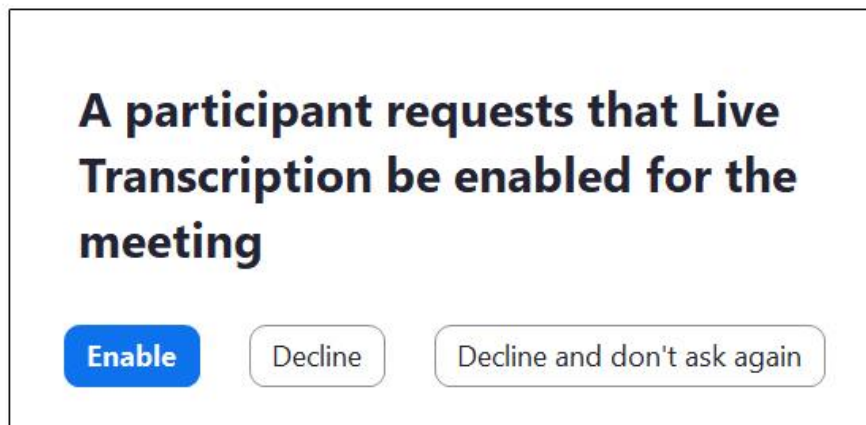 A participant requests that Live
Transcription be enabled for the
meeting
Enable
Decline
Decline and don't ask again